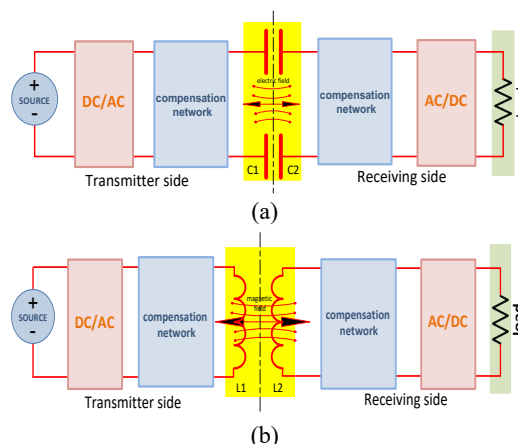 +
SOURCE
-
DC/AC
compensation
network
electric field
C1
C2
compensation
network
AC/DC
Transmitter side
Receiving side
(a)
+
SOURCE
-
DC/AC
compensation
network
magnetic
field
L1
L2
compensation
network
AC/DC
Transmitter side
Receiving side
(b)